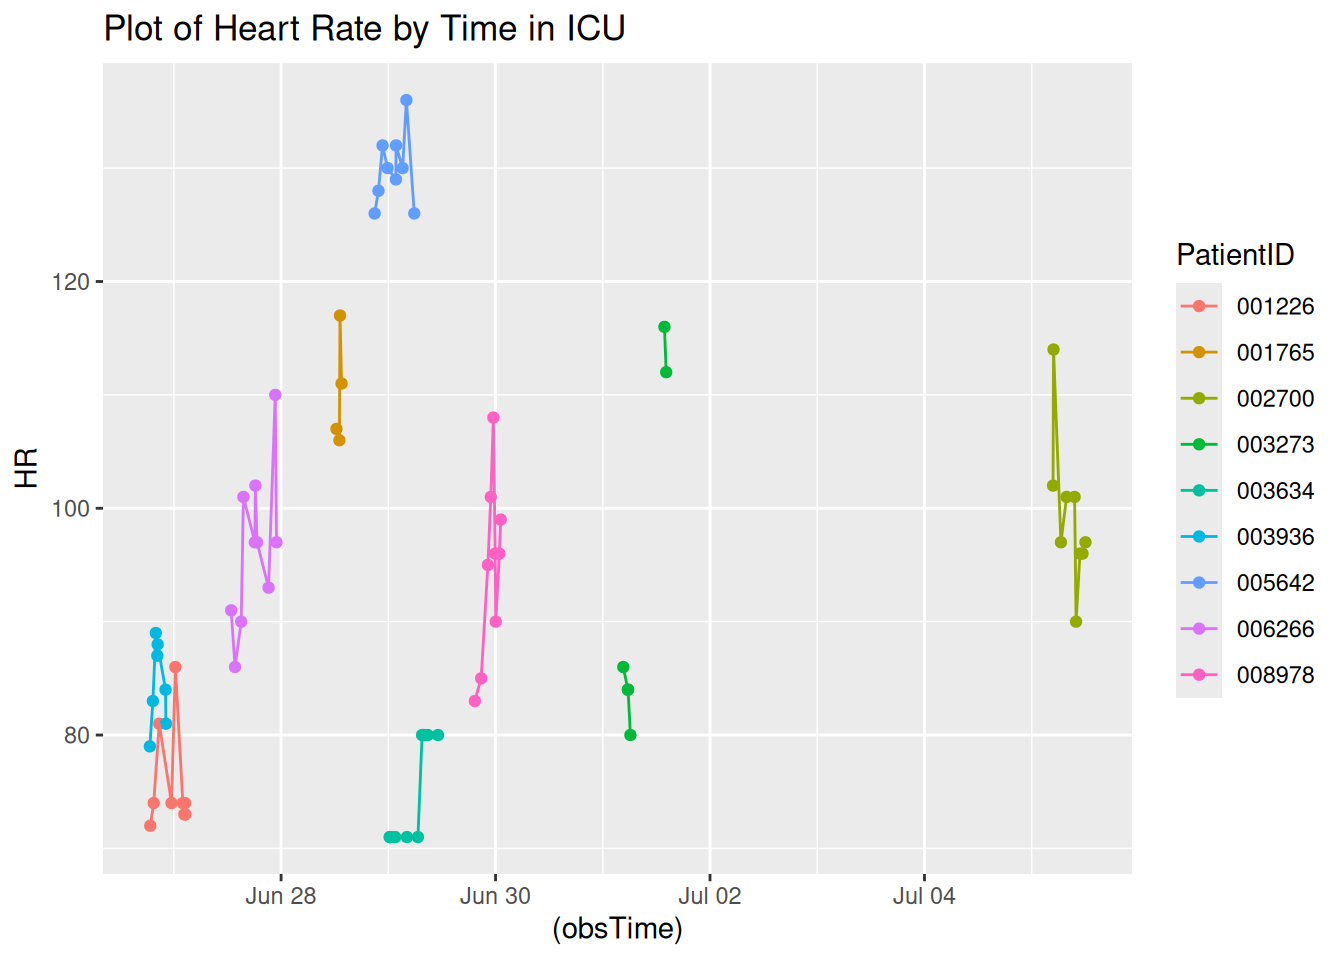 Plot of Heart Rate by Time in ICU
HR
120
100
80
Jun 28
Jun 30
Jul 02
Jul 04
(obsTime)
PatientID
001226
001765
002700
003273
003634
003936
005642
006266
008978